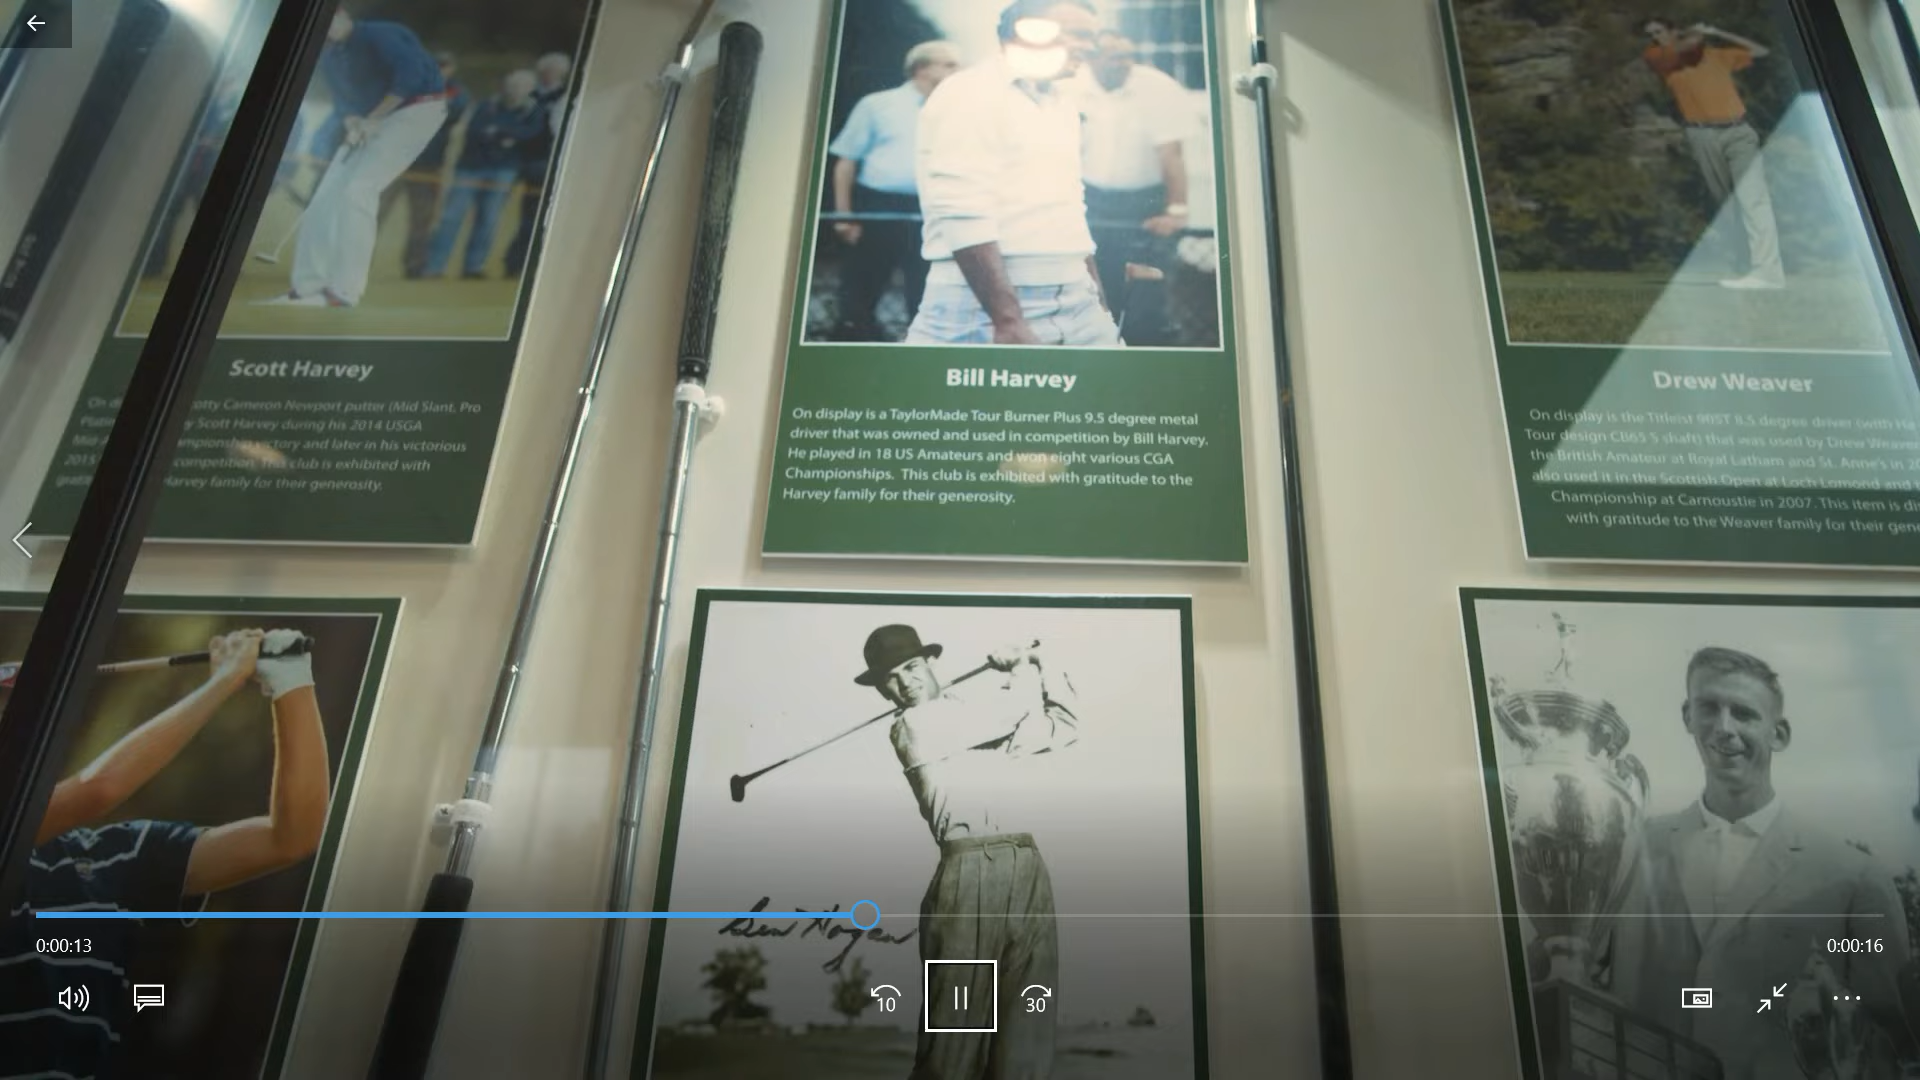 Scott Harvey
otty Cameron Newport putter (Mid Slant, Pro
y Scott Harvey during his 2014 USGA
mpionship victory and later in his victorious
2015 competition. This club is exhibited with
Harvey family for their generosity.
Bill Harvey
On display is a TaylorMade Tour Burner Plus 9.5 degree metal
driver that was owned and used in competition by Bill Harvey.
He played in 18 US Amateurs and won eight various CGA
Championships. This club is exhibited with gratitude to the
Harvey family for their generosity.
Drew Weaver
On display is the Titleist 905T 8.5 degree driver (with
Tour design CB65 S shaft) that was used by Drew Weaver
the British Amateur at Royal Latham and St. Anne's in
also used it in the Scottish Open at Loch Lomond and
Championship at Carnoustie in 2007. This item is
with gratitude to the Weaver family for their gene
Ben Hogan
0:00:13
0:00:16
10
30